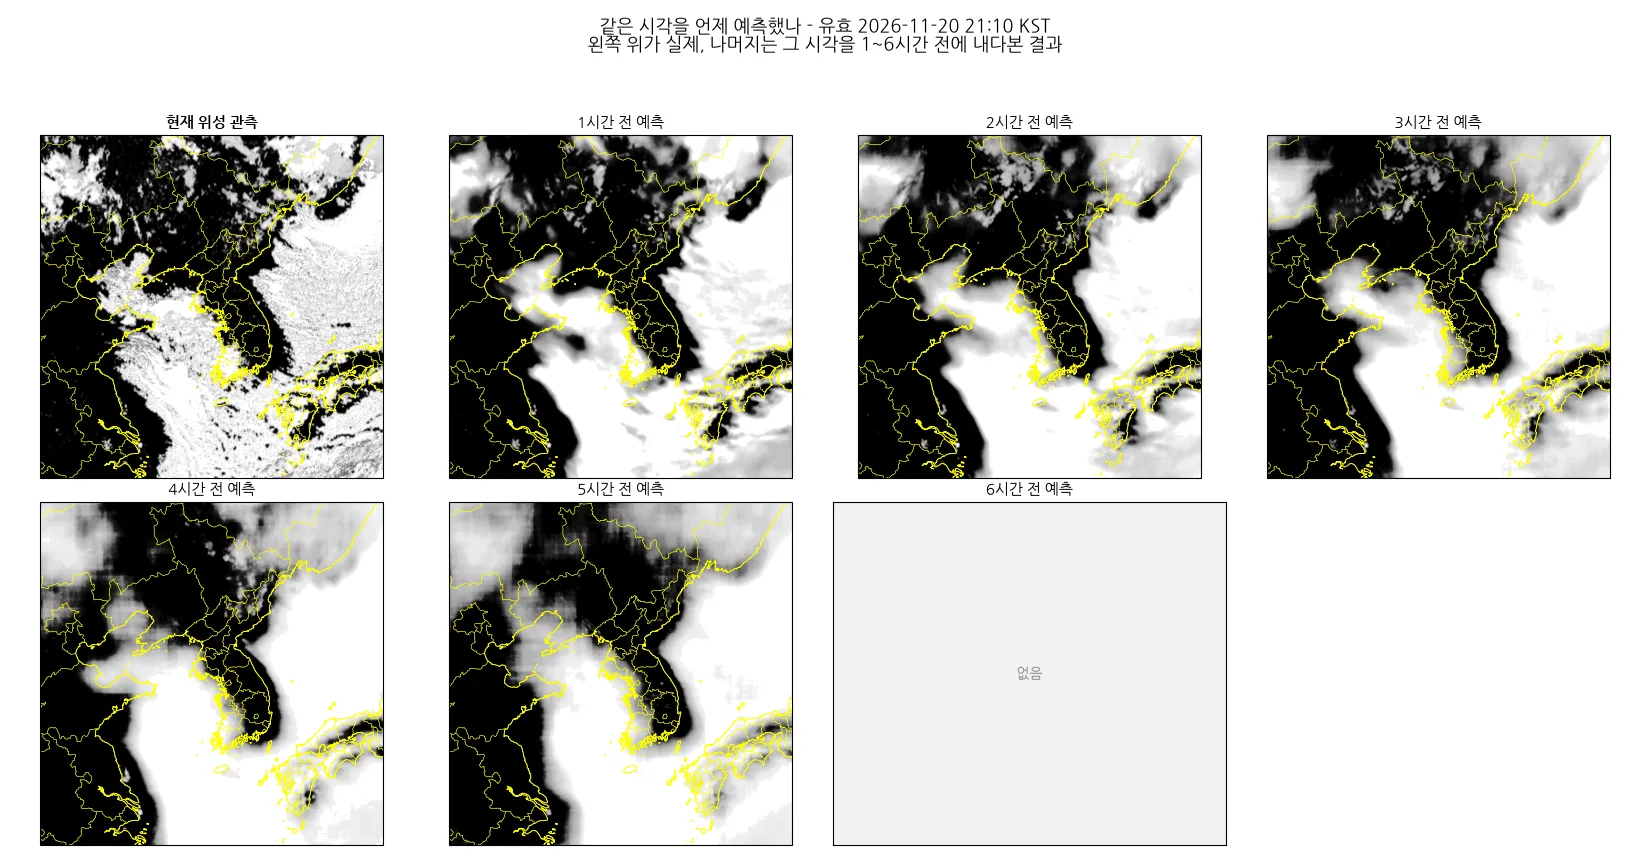 같은 시각을 언제 예측했나 - 유효 2026-11-20 21:10 KST
왼쪽 위가 실제, 나머지는 그 시각을 1~6시간 전에 내다본 결과
현재 위성 관측
1시간 전 예측
2시간 전 예측
3시간 전 예측
4시간 전 예측
5시간 전 예측
6시간 전 예측
없음